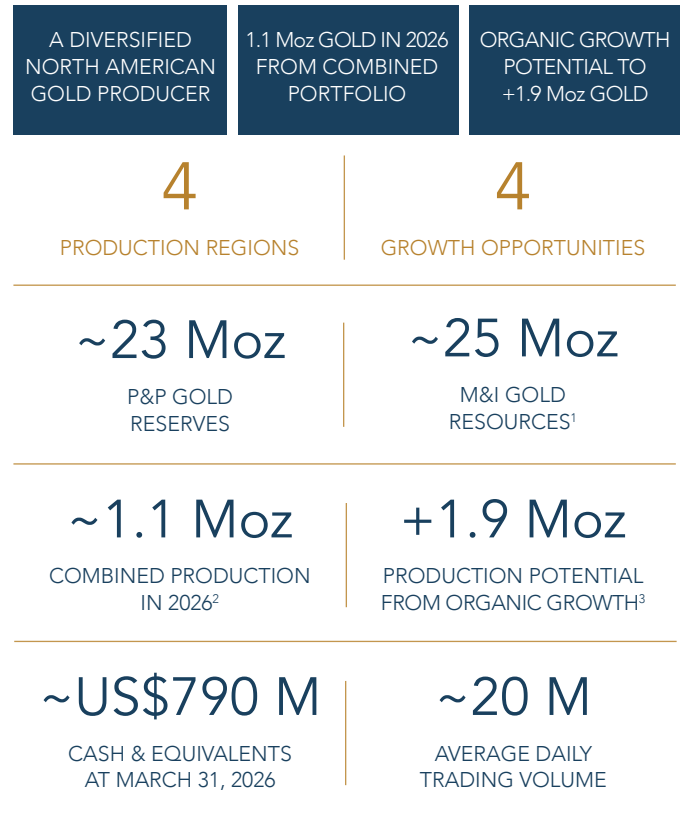 A DIVERSIFIED
NORTH AMERICAN
GOLD PRODUCER
1.1 Moz GOLD IN 2026
FROM COMBINED
PORTFOLIO
ORGANIC GROWTH
POTENTIAL TO
+1.9 Moz GOLD
4
PRODUCTION REGIONS
4
GROWTH OPPORTUNITIES
~23 Moz
P&P GOLD
RESERVES
~25 Moz
M&I GOLD
RESOURCES¹
~1.1 Moz
COMBINED PRODUCTION
IN 2026²
+1.9 Moz
PRODUCTION POTENTIAL
FROM ORGANIC GROWTH³
~US$790 M
CASH & EQUIVALENTS
AT MARCH 31, 2026
~20 M
AVERAGE DAILY
TRADING VOLUME